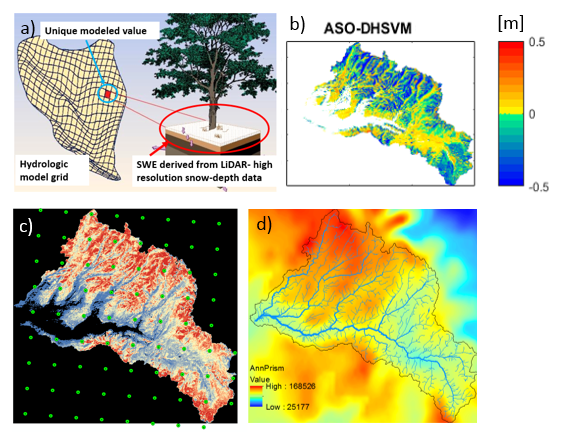 a)
Unique modeled value
Hydrologic
model grid
SWE derived from LiDAR- high
resolution snow-depth data
b)
ASO-DHSVM
[m]
0.5
0
-0.5
c)
d)
AnnPrism
Value
High : 168526
Low : 25177